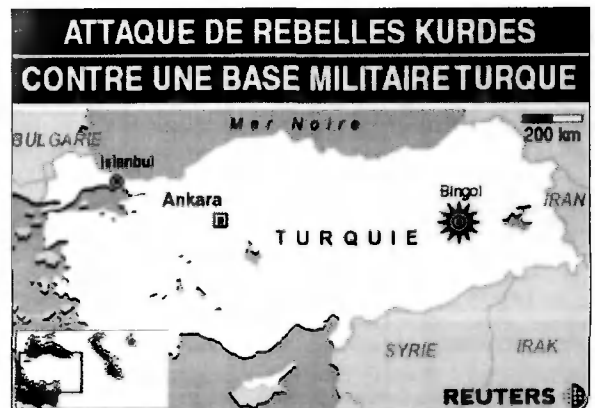 ATTAQUE DE REBELLES KURDES
CONTRE UNE BASE MILITAIRE TURQUE
Mer Noire
200 km
BULGARIE
Istanbul
Ankara
Bingol
IRAN
TURQUIE
SYRIE
IRAK
REUTERS